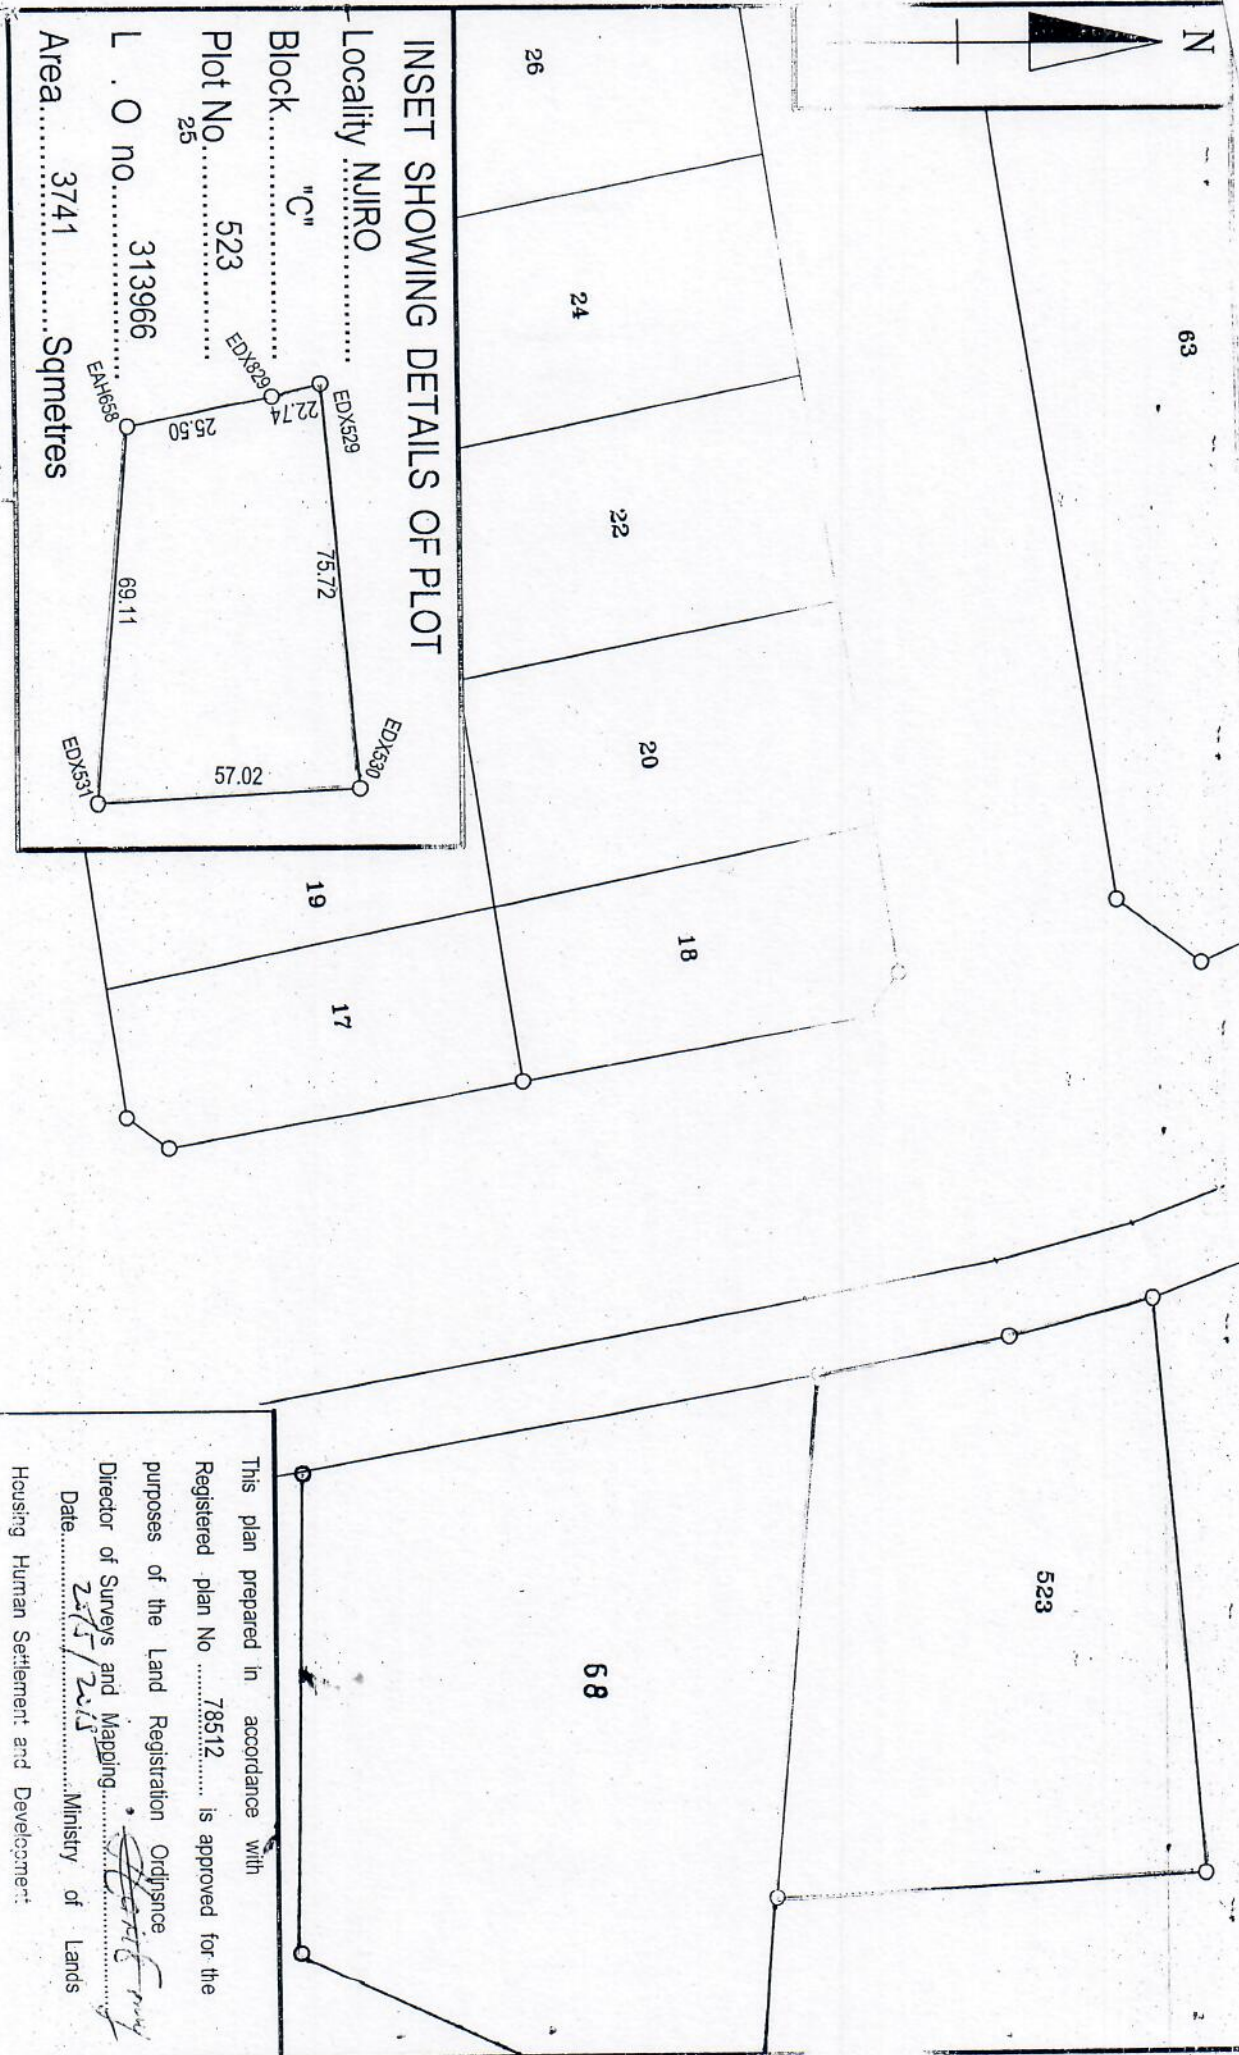 N
63
26
24
22
20
18
19
17
523
68
INSET SHOWING DETAILS OF PLOT
Locality NJIRO
Block.......... "C"
Plot No.......... 523
25
L . O no.......... 313966
Area.......... 3741 .......... Sqmetres
EDX529
EDX530
EDX829
EAH658
EDX531
22.74
25.50
75.72
69.11
57.02
This plan prepared in accordance with
Registered plan No .......... 78512 ...... is approved for the
purposes of the Land Registration Ordinsnce
Director of Surveys and Mapping..........
Date.......... Ministry of Lands
Housing Human Settlement and Development